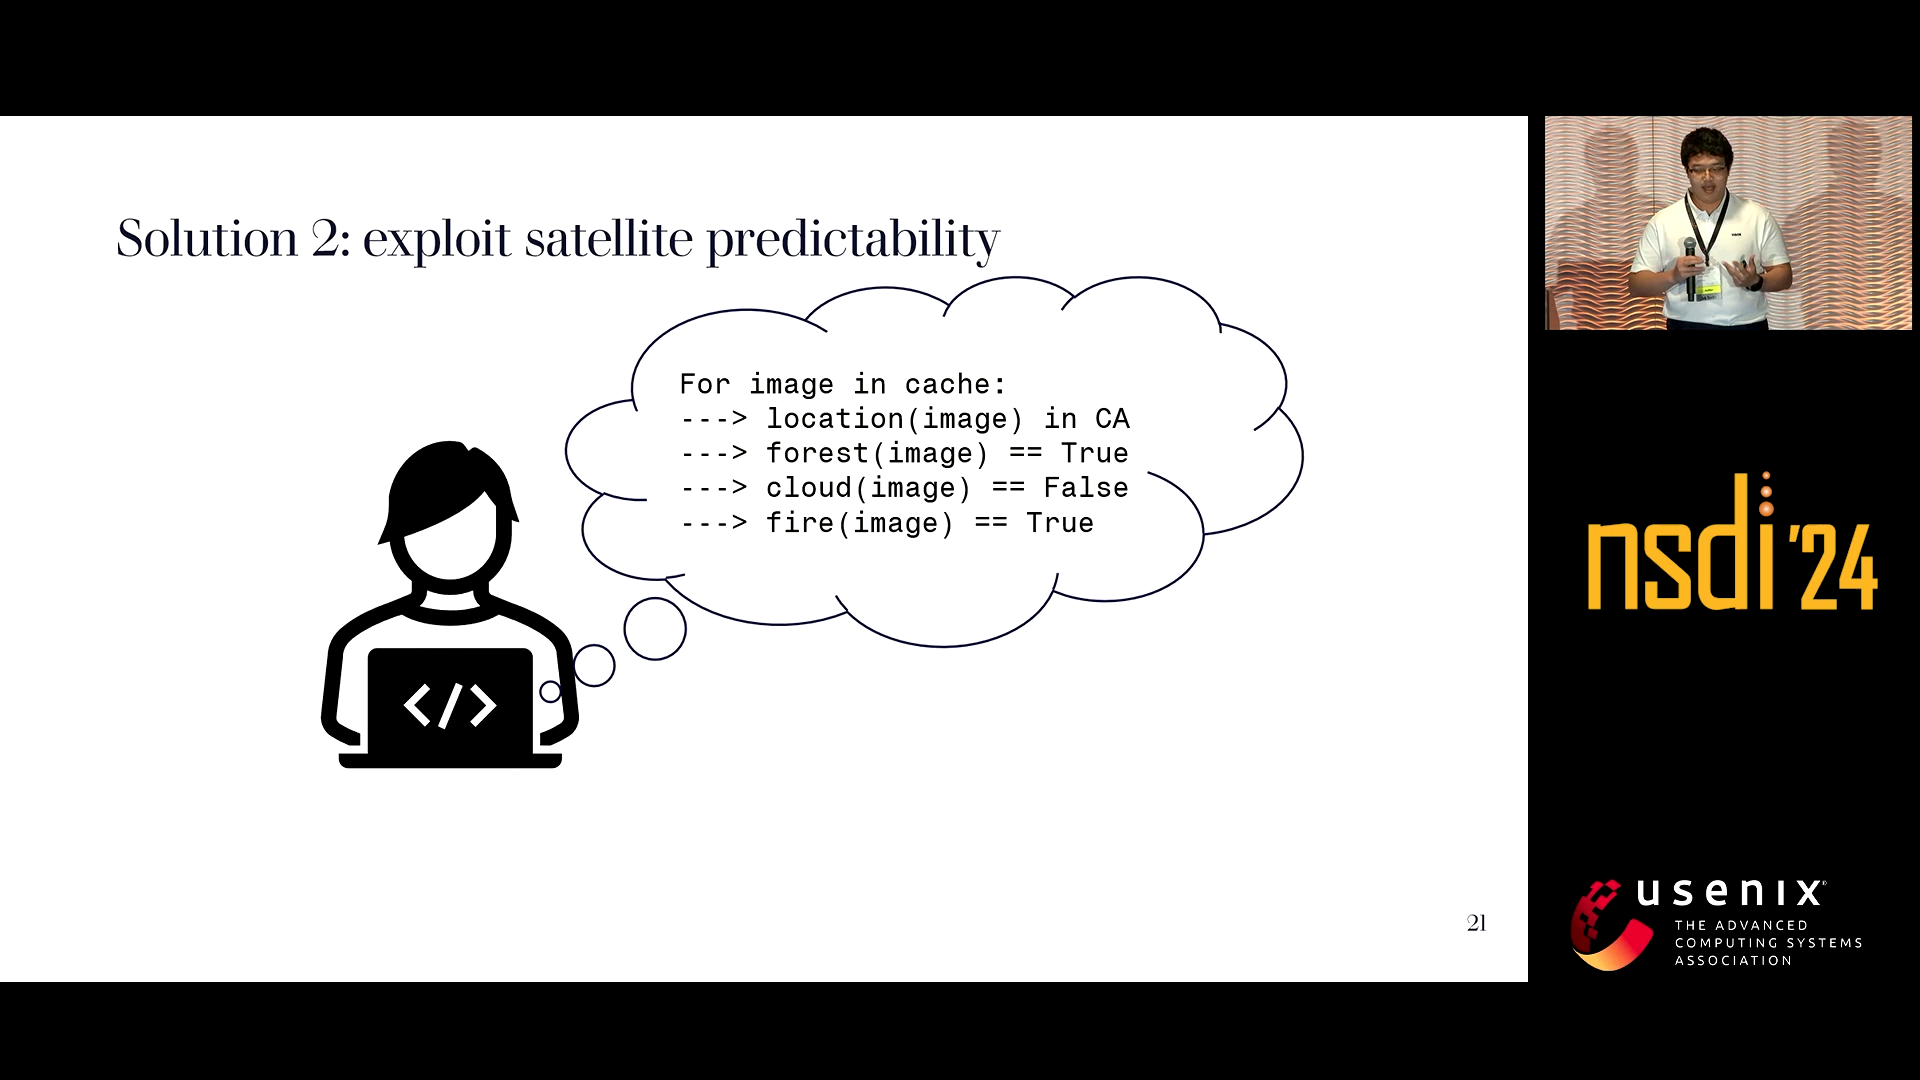 Solution 2: exploit satellite predictability
For image in cache:
---> location(image) in CA
---> forest(image) == True
---> cloud(image) == False
---> fire(image) == True
</>
21
nsdi '24
usenix®
THE ADVANCED
COMPUTING SYSTEMS
ASSOCIATION